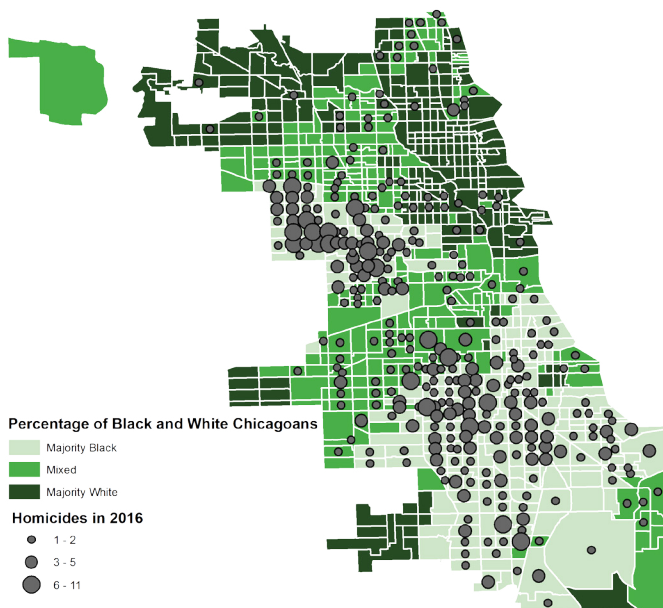 Percentage of Black and White Chicagoans
Majority Black
Mixed
Majority White
Homicides in 2016
1 - 2
3 - 5
6 - 11